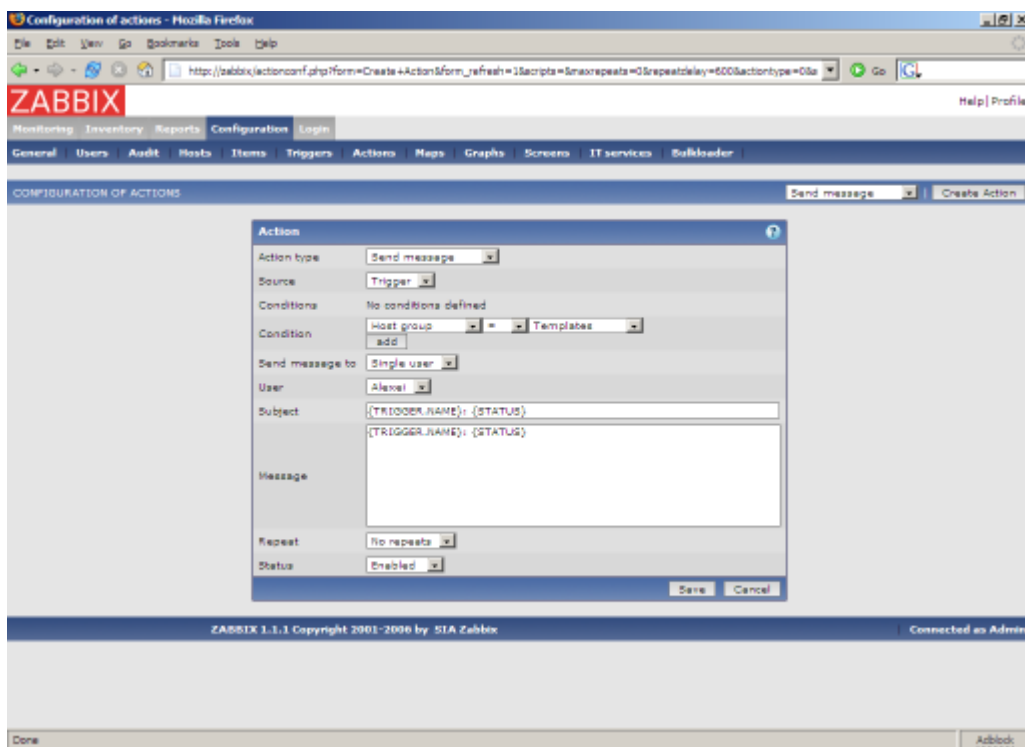 Configuration of actions - Mozilla Firefox
File Edit View Go Bookmarks Tools Help
http://zabbix/actionconf.php?form=Create+Action&form_refresh=1&scripts=&maxrepeats=0&repeatdelay=600&actiontype=0&s Go
ZABBIX Help | Profile
Monitoring Inventory Reports Configuration Login
General Users Audit Hosts Items Triggers Actions Maps Graphs Screens IT services Bulkloader
CONFIGURATION OF ACTIONS Send message Create Action
Action
Action type Send message
Source Trigger
Conditions No conditions defined
Condition Host group = Templates
add
Send message to Single user
User Alexei
Subject {TRIGGER.NAME}: {STATUS}
{TRIGGER.NAME}: {STATUS}
Message
Repeat No repeats
Status Enabled
Save Cancel
ZABBIX 1.1.1 Copyright 2001-2006 by SIA Zabbix Connected as Admin
Done Adblock